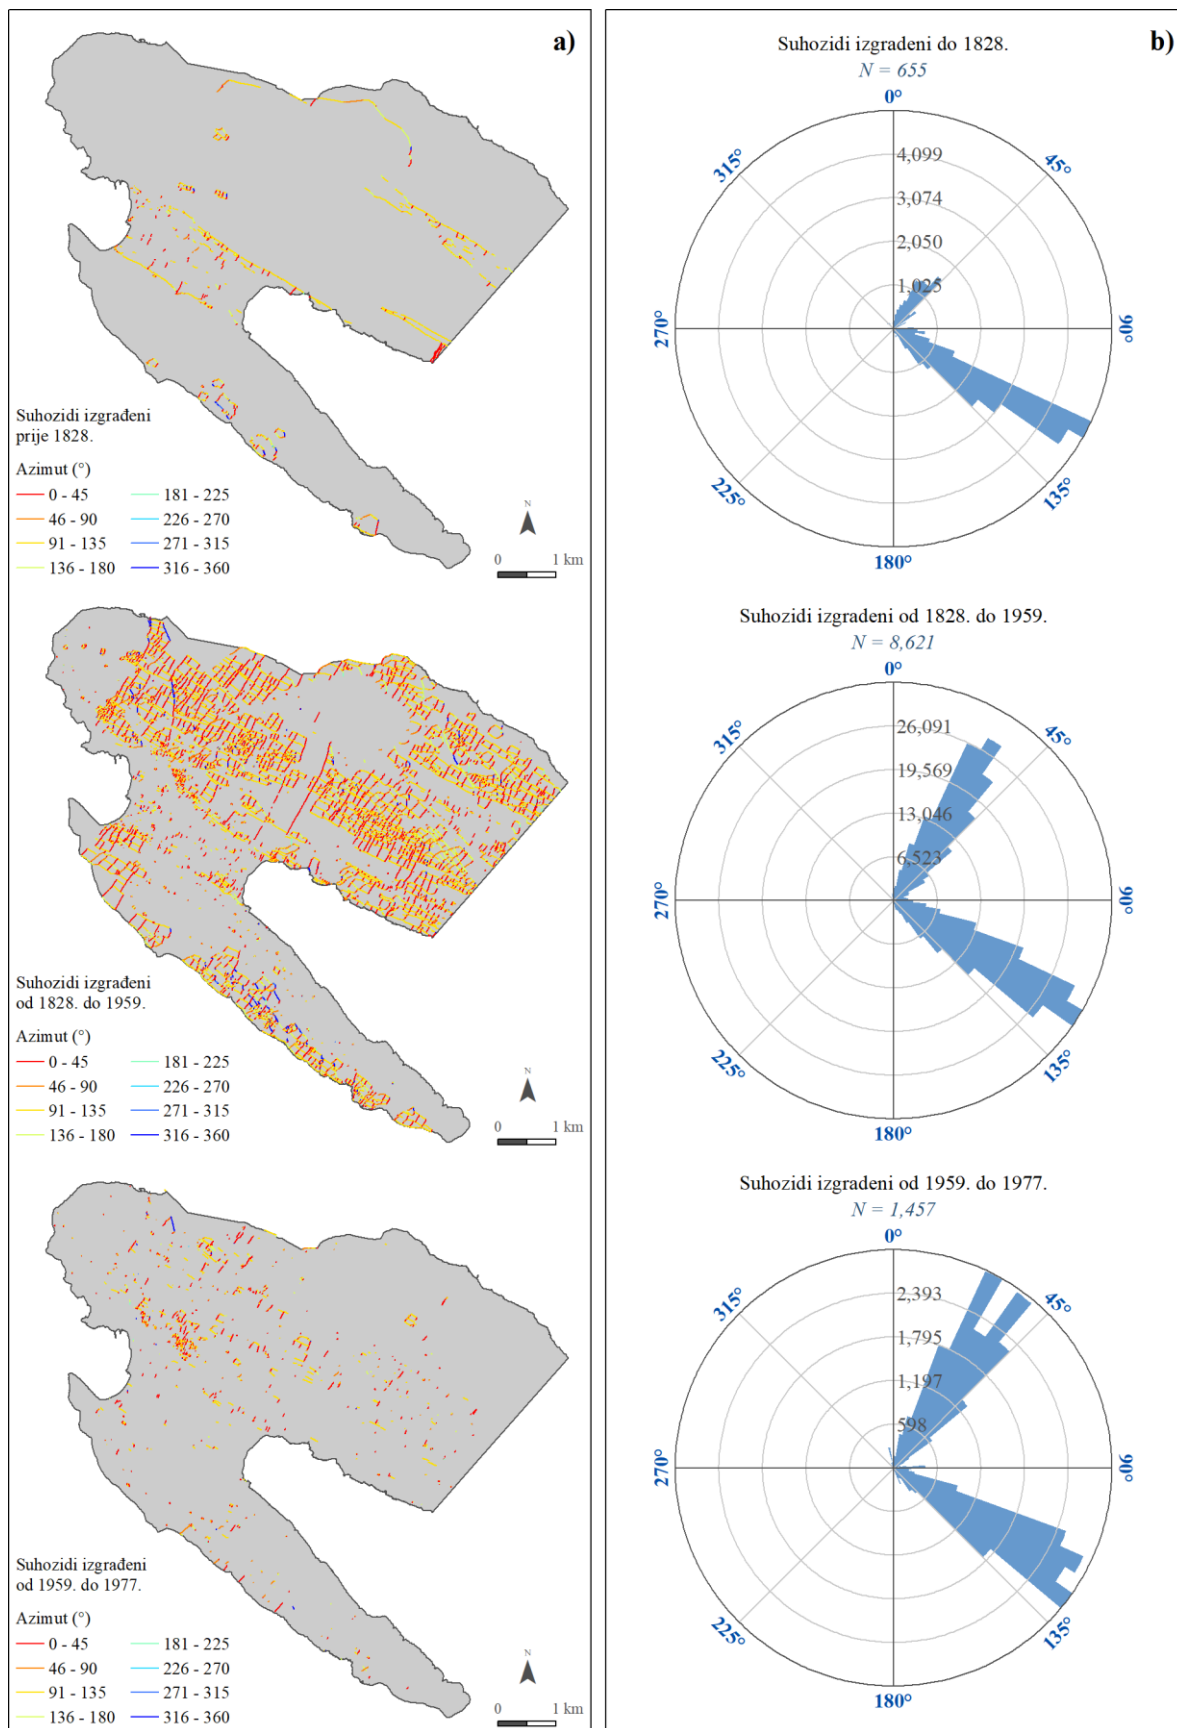 a)
Suhozidi izgrađeni
prije 1828.
Azimut (°)
0 - 45
46 - 90
91 - 135
136 - 180
181 - 225
226 - 270
271 - 315
316 - 360
N
0 1 km
Suhozidi izgrađeni
od 1828. do 1959.
Azimut (°)
0 - 45
46 - 90
91 - 135
136 - 180
181 - 225
226 - 270
271 - 315
316 - 360
N
0 1 km
Suhozidi izgrađeni
od 1959. do 1977.
Azimut (°)
0 - 45
46 - 90
91 - 135
136 - 180
181 - 225
226 - 270
271 - 315
316 - 360
N
0 1 km
b)
Suhozidi izgradeni do 1828.
N = 655
0°
45°
90°
135°
180°
225°
270°
315°
4,099
3,074
2,050
1,025
Suhozidi izgradeni od 1828. do 1959.
N = 8,621
0°
45°
90°
135°
180°
225°
270°
315°
26,091
19,569
13,046
6,523
Suhozidi izgradeni od 1959. do 1977.
N = 1,457
0°
45°
90°
135°
180°
225°
270°
315°
2,393
1,795
1,197
598